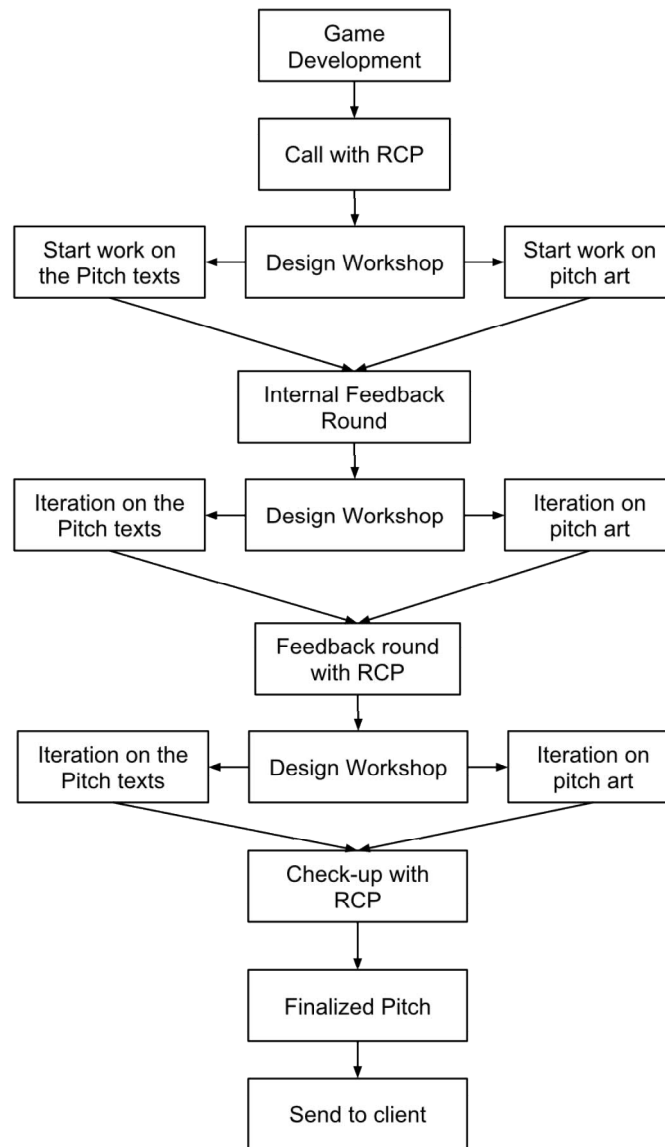 Game
Development
Call with RCP
Start work on
the Pitch texts
Design Workshop
Start work on
pitch art
Internal Feedback
Round
Iteration on the
Pitch texts
Design Workshop
Iteration on
pitch art
Feedback round
with RCP
Iteration on the
Pitch texts
Design Workshop
Iteration on
pitch art
Check-up with
RCP
Finalized Pitch
Send to client